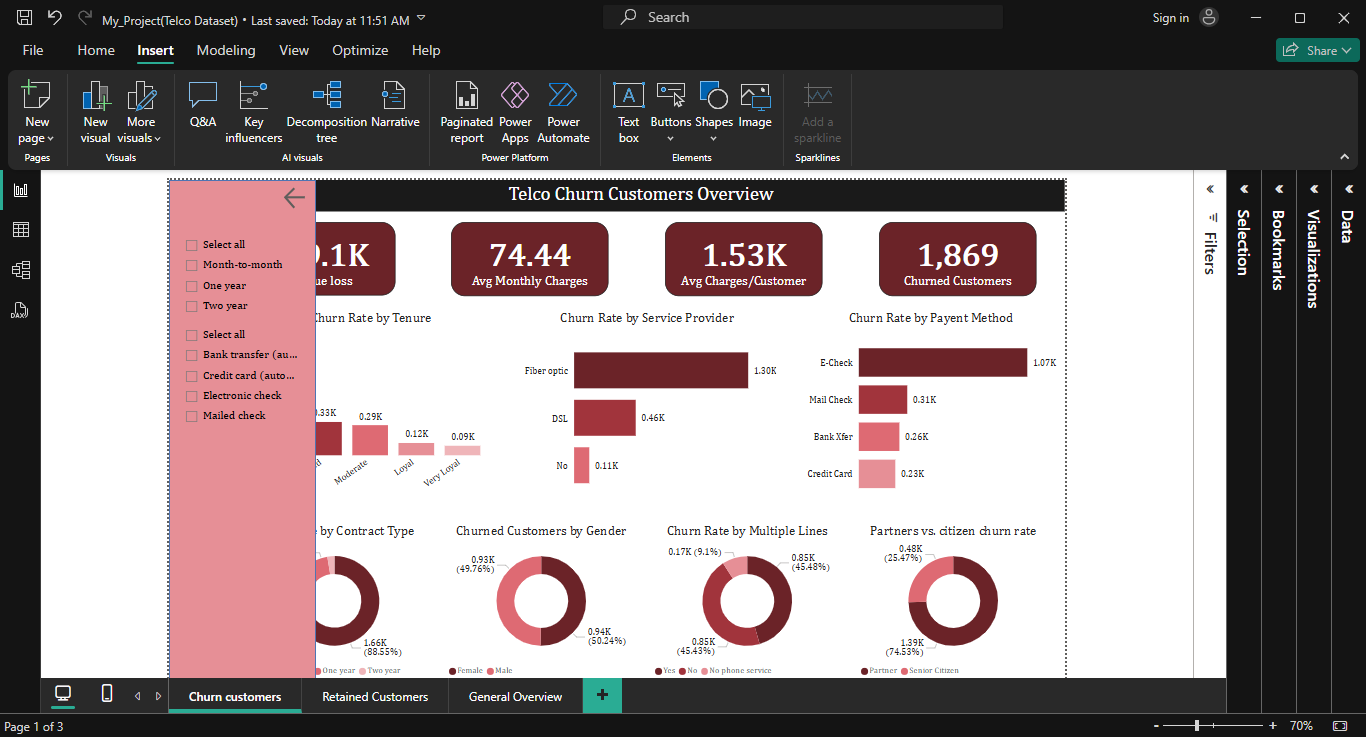 My_Project(Telco Dataset) • Last saved: Today at 11:51 AM
Search
Sign in
File Home Insert Modeling View Optimize Help
Share
New page
New visual
More visuals
Q&A
Key influencers
Decomposition tree
Narrative
Paginated report
Power Apps
Power Automate
Text box
Buttons
Shapes
Image
Add a sparkline
Pages
Visuals
AI visuals
Power Platform
Elements
Sparklines
DAX
Telco Churn Customers Overview
Select all
Month-to-month
One year
Two year
Select all
Bank transfer (au...
Credit card (auto...
Electronic check
Mailed check
.1K
ue loss
74.44
Avg Monthly Charges
1.53K
Avg Charges/Customer
1,869
Churned Customers
Churn Rate by Tenure
.33K
0.29K
0.12K
0.09K
Moderate
Loyal
Very Loyal
Churn Rate by Service Provider
Fiber optic 1.30K
DSL 0.46K
No 0.11K
Churn Rate by Payent Method
E-Check 1.07K
Mail Check 0.31K
Bank Xfer 0.26K
Credit Card 0.23K
by Contract Type
1.66K
(88.55%)
One year Two year
Churned Customers by Gender
0.93K
(49.76%)
0.94K
(50.24%)
Female Male
Churn Rate by Multiple Lines
0.17K (9.1%)
0.85K
(45.48%)
0.85K
(45.43%)
Yes No No phone service
Partners vs. citizen churn rate
0.48K
(25.47%)
1.39K
(74.53%)
Partner Senior Citizen
Filters
Selection
Bookmarks
Visualizations
Data
Churn customers
Retained Customers
General Overview
+
Page 1 of 3
- + 70%